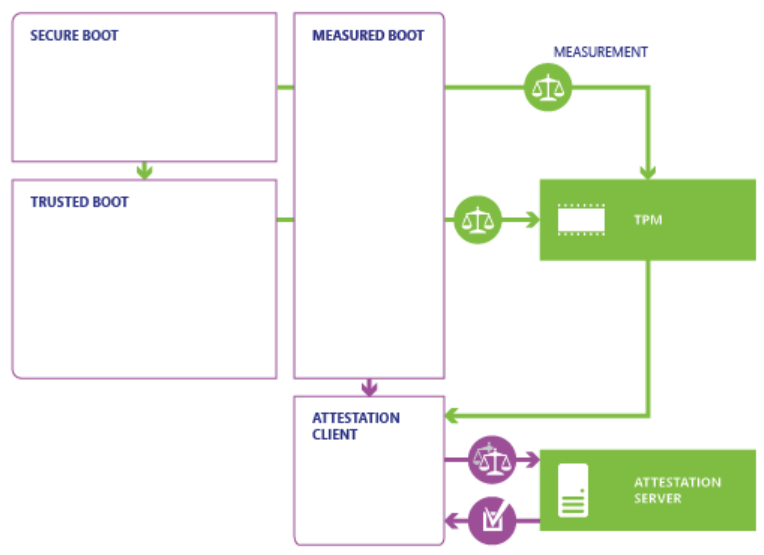 SECURE BOOT
MEASURED BOOT
MEASUREMENT
TRUSTED BOOT
TPM
ATTESTATION
CLIENT
ATTESTATION
SERVER